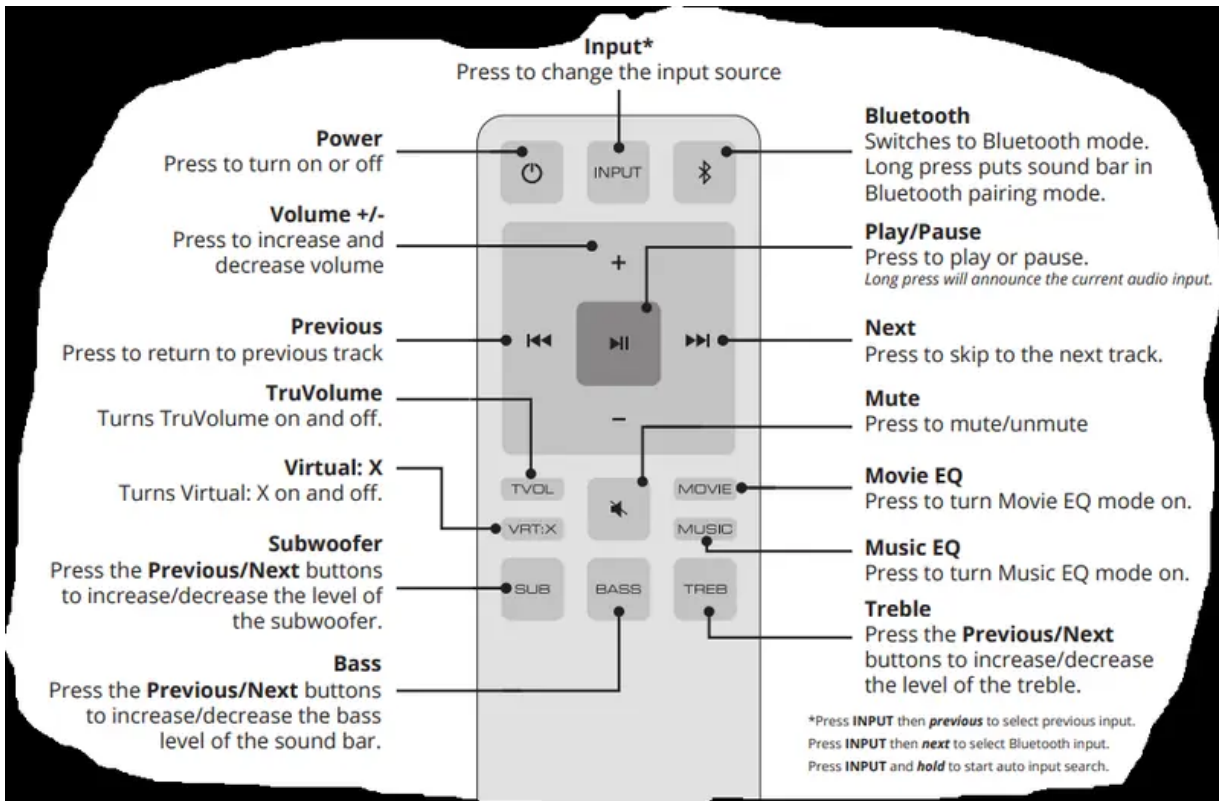 Input*
Press to change the input source
Power
Press to turn on or off
Volume +/-
Press to increase and
decrease volume
Previous
Press to return to previous track
TruVolume
Turns TruVolume on and off.
Virtual: X
Turns Virtual: X on and off.
Subwoofer
Press the Previous/Next buttons
to increase/decrease the level of
the subwoofer.
Bass
Press the Previous/Next buttons
to increase/decrease the bass
level of the sound bar.
INPUT
+
−
TVOL
MOVIE
VRT:X
MUSIC
SUB
BASS
TREB
Bluetooth
Switches to Bluetooth mode.
Long press puts sound bar in
Bluetooth pairing mode.
Play/Pause
Press to play or pause.
Long press will announce the current audio input.
Next
Press to skip to the next track.
Mute
Press to mute/unmute
Movie EQ
Press to turn Movie EQ mode on.
Music EQ
Press to turn Music EQ mode on.
Treble
Press the Previous/Next
buttons to increase/decrease
the level of the treble.
*Press INPUT then previous to select previous input.
Press INPUT then next to select Bluetooth input.
Press INPUT and hold to start auto input search.